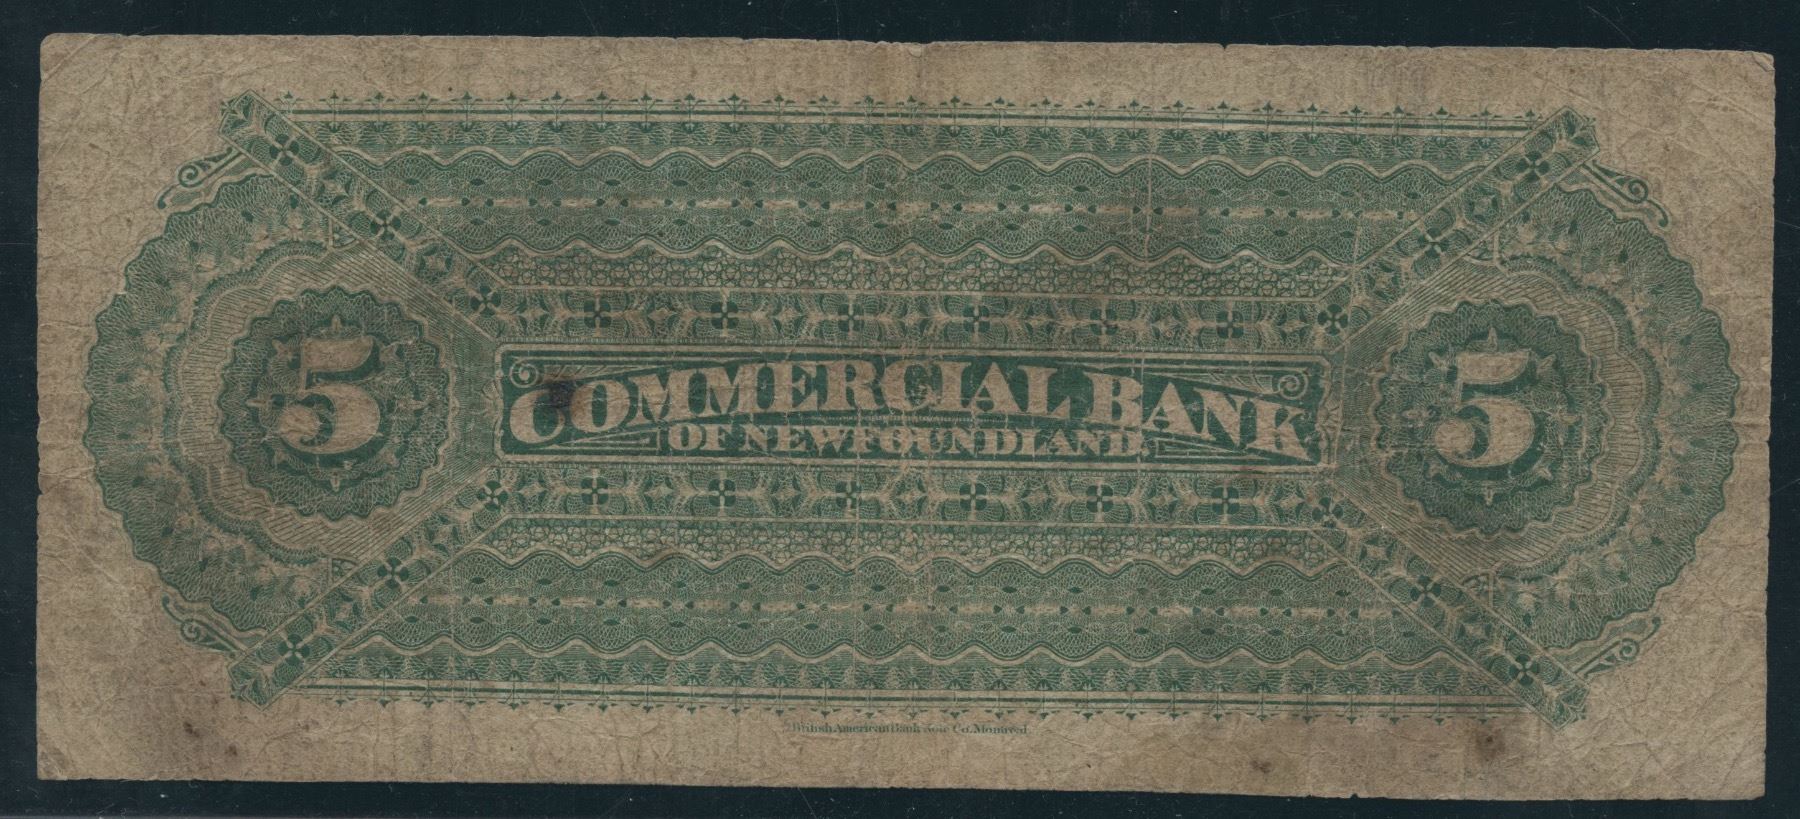 5
COMMERCIAL BANK
OF NEWFOUNDLAND.
5
British American Bank Note Co. Montreal